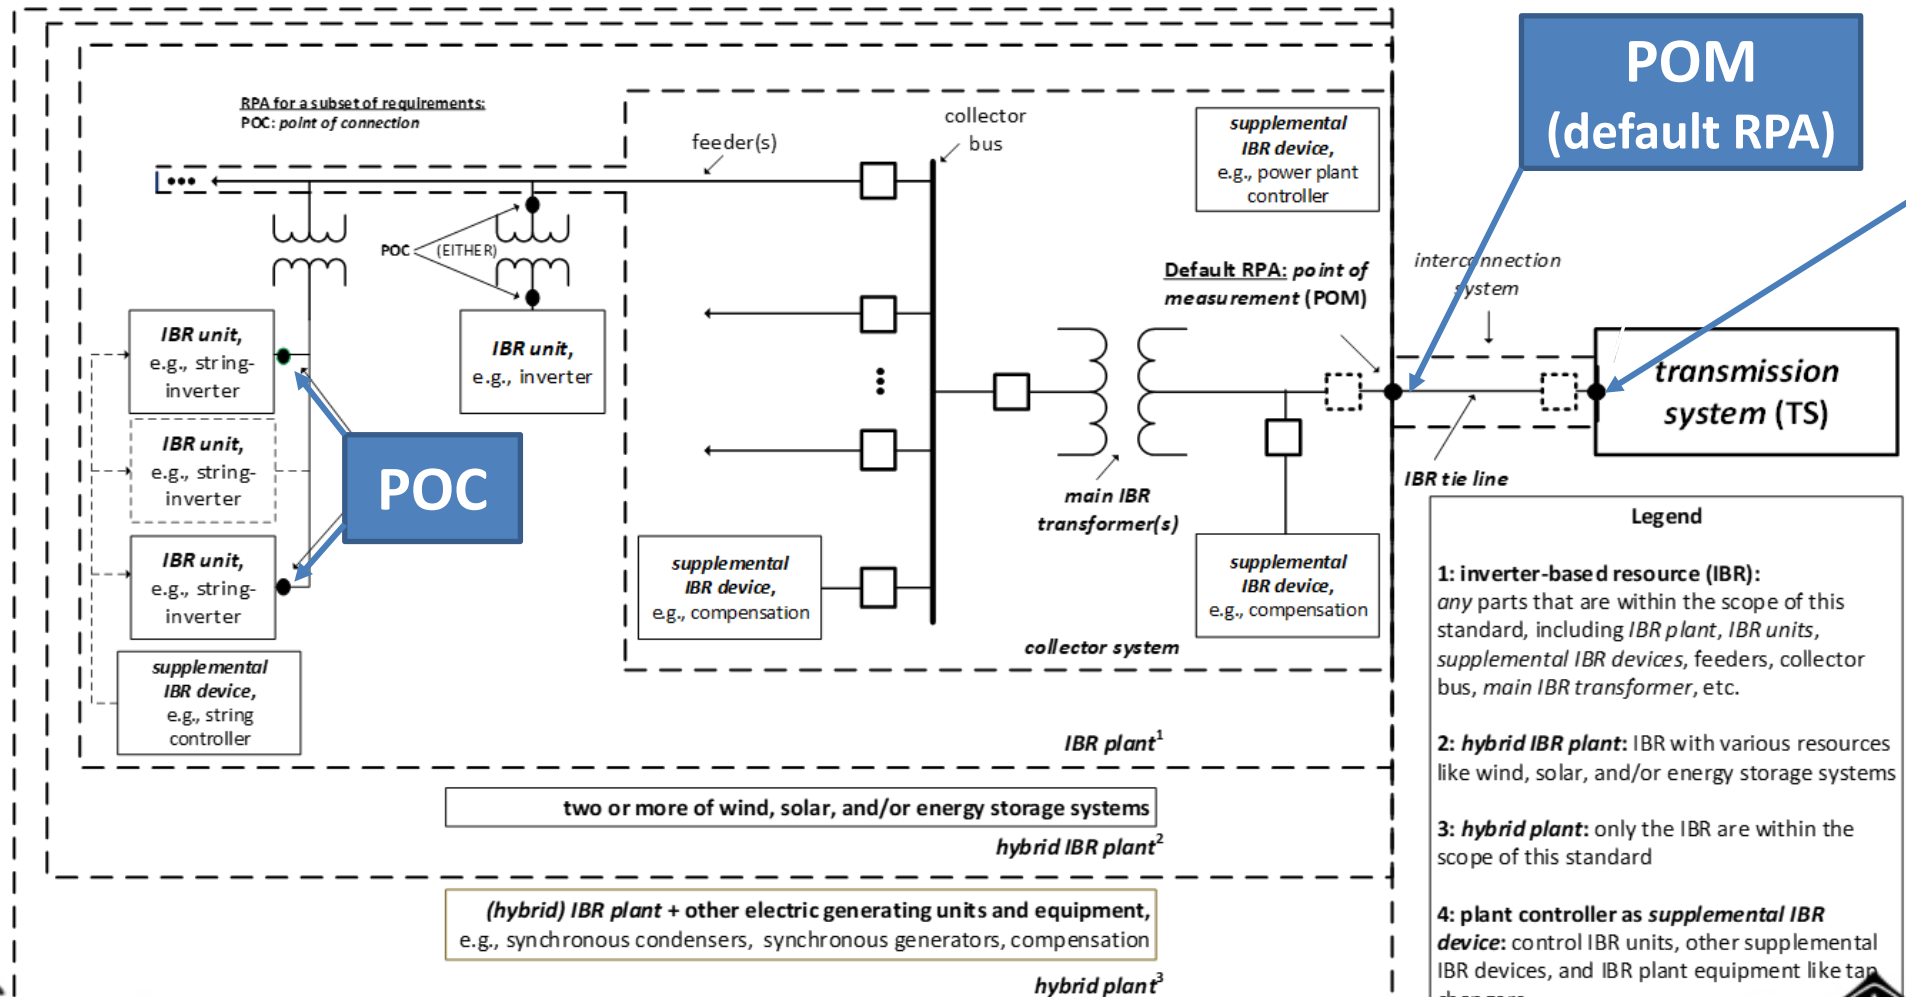 RPA for a subset of requirements:
POC: point of connection
feeder(s)
collector
bus
supplemental
IBR device,
e.g., power plant
controller
POM
(default RPA)
POC
(EITHER)
Default RPA: point of
measurement (POM)
interconnection
system
IBR unit,
e.g., string-
inverter
IBR unit,
e.g., inverter
IBR unit,
e.g., string-
inverter
POC
IBR unit,
e.g., string-
inverter
supplemental
IBR device,
e.g., string
controller
supplemental
IBR device,
e.g., compensation
main IBR
transformer(s)
supplemental
IBR device,
e.g., compensation
collector system
transmission
system (TS)
IBR tie line
IBR plant1
two or more of wind, solar, and/or energy storage systems
hybrid IBR plant2
(hybrid) IBR plant + other electric generating units and equipment,
e.g., synchronous condensers, synchronous generators, compensation
hybrid plant3
Legend
1: inverter-based resource (IBR):
any parts that are within the scope of this
standard, including IBR plant, IBR units,
supplemental IBR devices, feeders, collector
bus, main IBR transformer, etc.
2: hybrid IBR plant: IBR with various resources
like wind, solar, and/or energy storage systems
3: hybrid plant: only the IBR are within the
scope of this standard
4: plant controller as supplemental IBR
device: control IBR units, other supplemental
IBR devices, and IBR plant equipment like tap